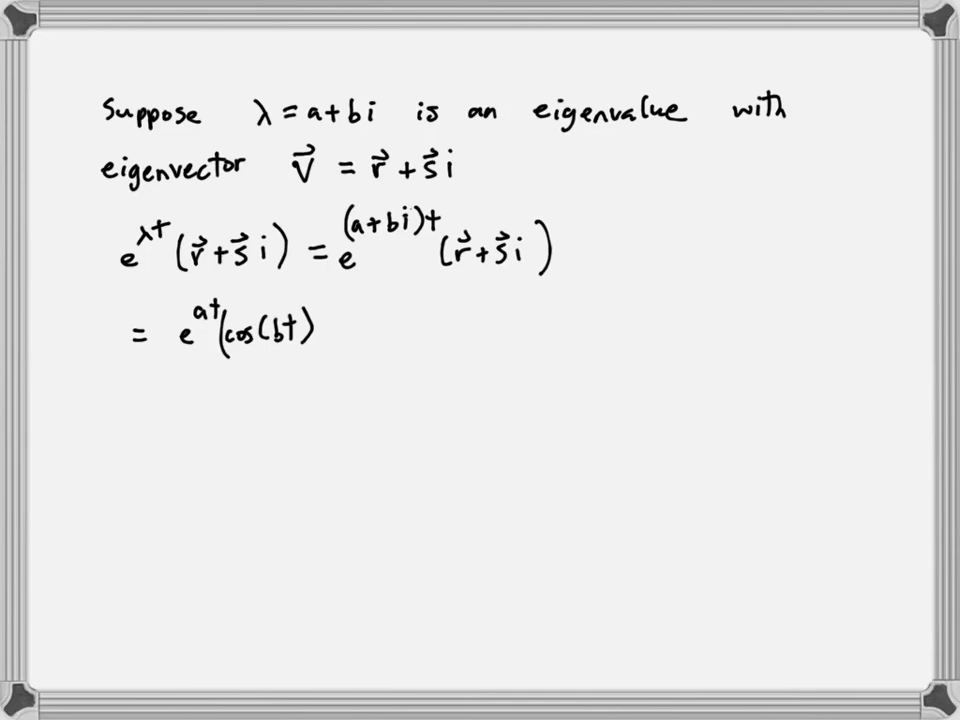 Suppose λ = a+bi is an eigenvalue with
eigenvector v⃗ = r⃗ + s⃗ i
e^{λt} (r⃗ + s⃗ i) = e^{(a+bi)t} (r⃗ + s⃗ i)
= e^{at} (cos(bt)